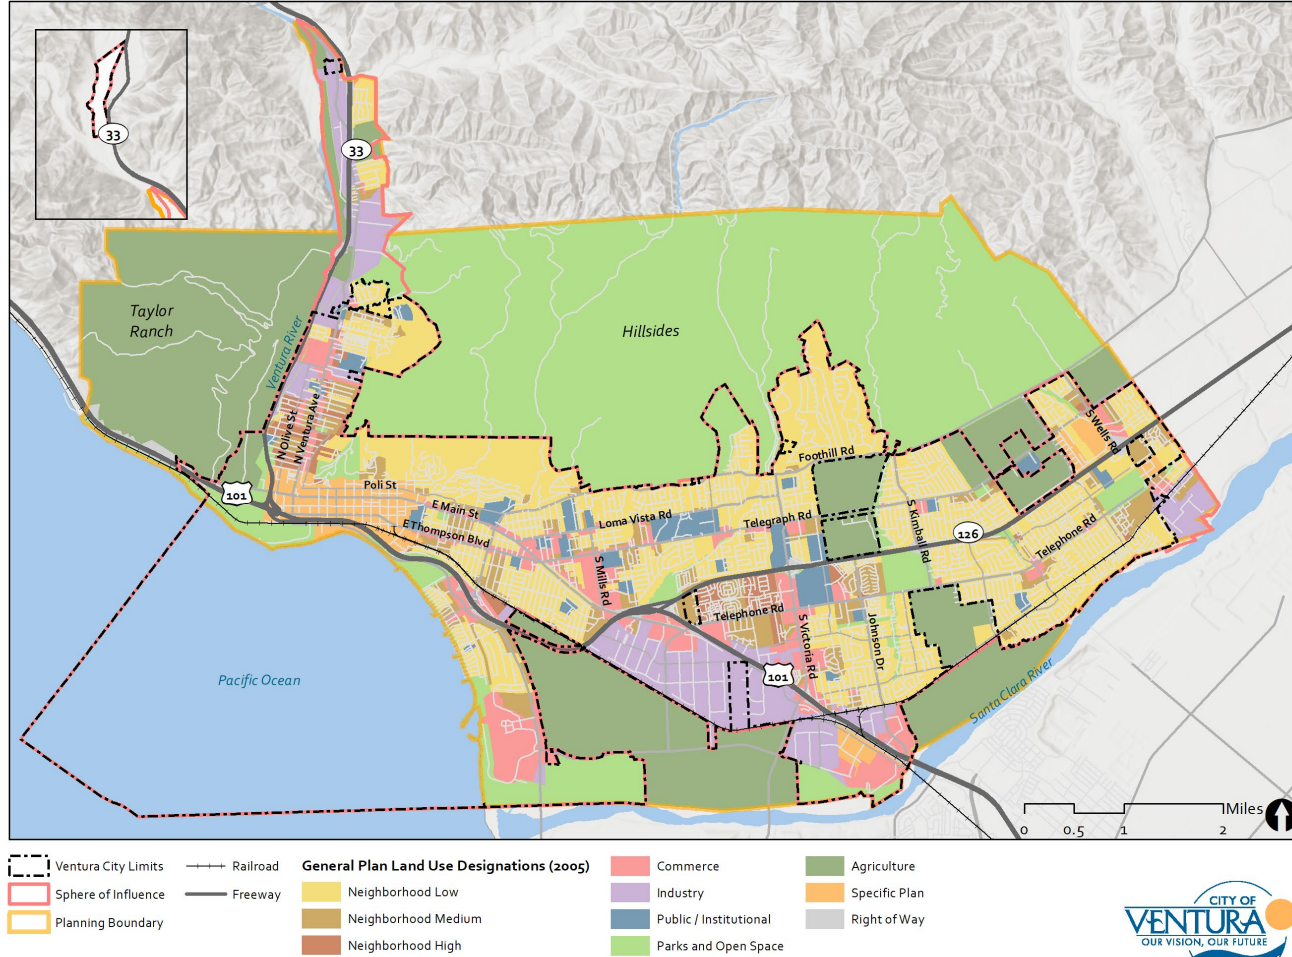 33
33
Taylor
Ranch
Ventura River
Hillsides
N Olive St
N Ventura Ave
S Wells Rd
Foothill Rd
101
Poli St
E Main St
E Thompson Blvd
Loma Vista Rd
Telegraph Rd
S Kimball Rd
126
Telephone Rd
S Mills Rd
Telephone Rd
S Victoria Rd
Johnson Dr
101
Pacific Ocean
Santa Clara River
Miles
0 0.5 1 2
Ventura City Limits
Sphere of Influence
Planning Boundary
Railroad
Freeway
General Plan Land Use Designations (2005)
Neighborhood Low
Neighborhood Medium
Neighborhood High
Commerce
Industry
Public / Institutional
Parks and Open Space
Agriculture
Specific Plan
Right of Way
CITY OF
VENTURA
OUR VISION, OUR FUTURE